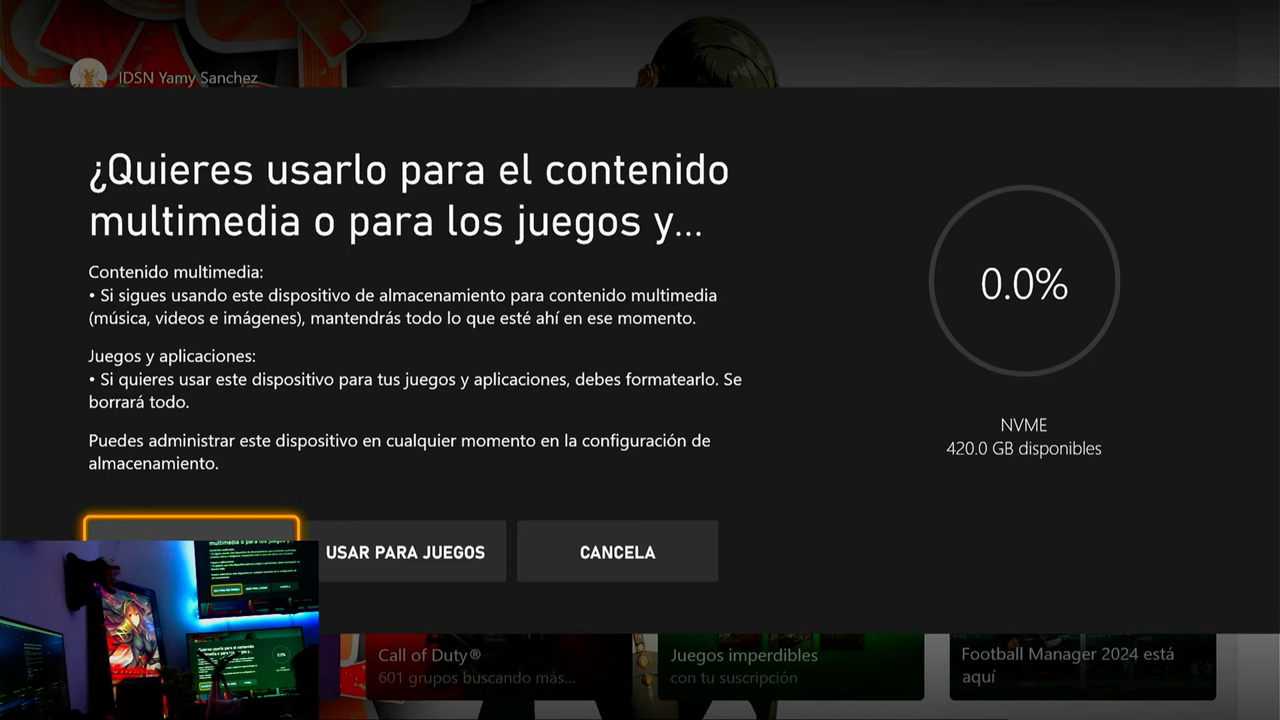 IDSN Yamy Sanchez
¿Quieres usarlo para el contenido
multimedia o para los juegos y...
Contenido multimedia:
• Si sigues usando este dispositivo de almacenamiento para contenido multimedia
(música, videos e imágenes), mantendrás todo lo que esté ahí en ese momento.
Juegos y aplicaciones:
• Si quieres usar este dispositivo para tus juegos y aplicaciones, debes formatearlo. Se
borrará todo.
Puedes administrar este dispositivo en cualquier momento en la configuración de
almacenamiento.
0.0%
NVME
420.0 GB disponibles
USAR PARA JUEGOS
CANCELA
Call of Duty®
601 grupos buscando más...
Juegos imperdibles
con tu suscripción
Football Manager 2024 está
aquí